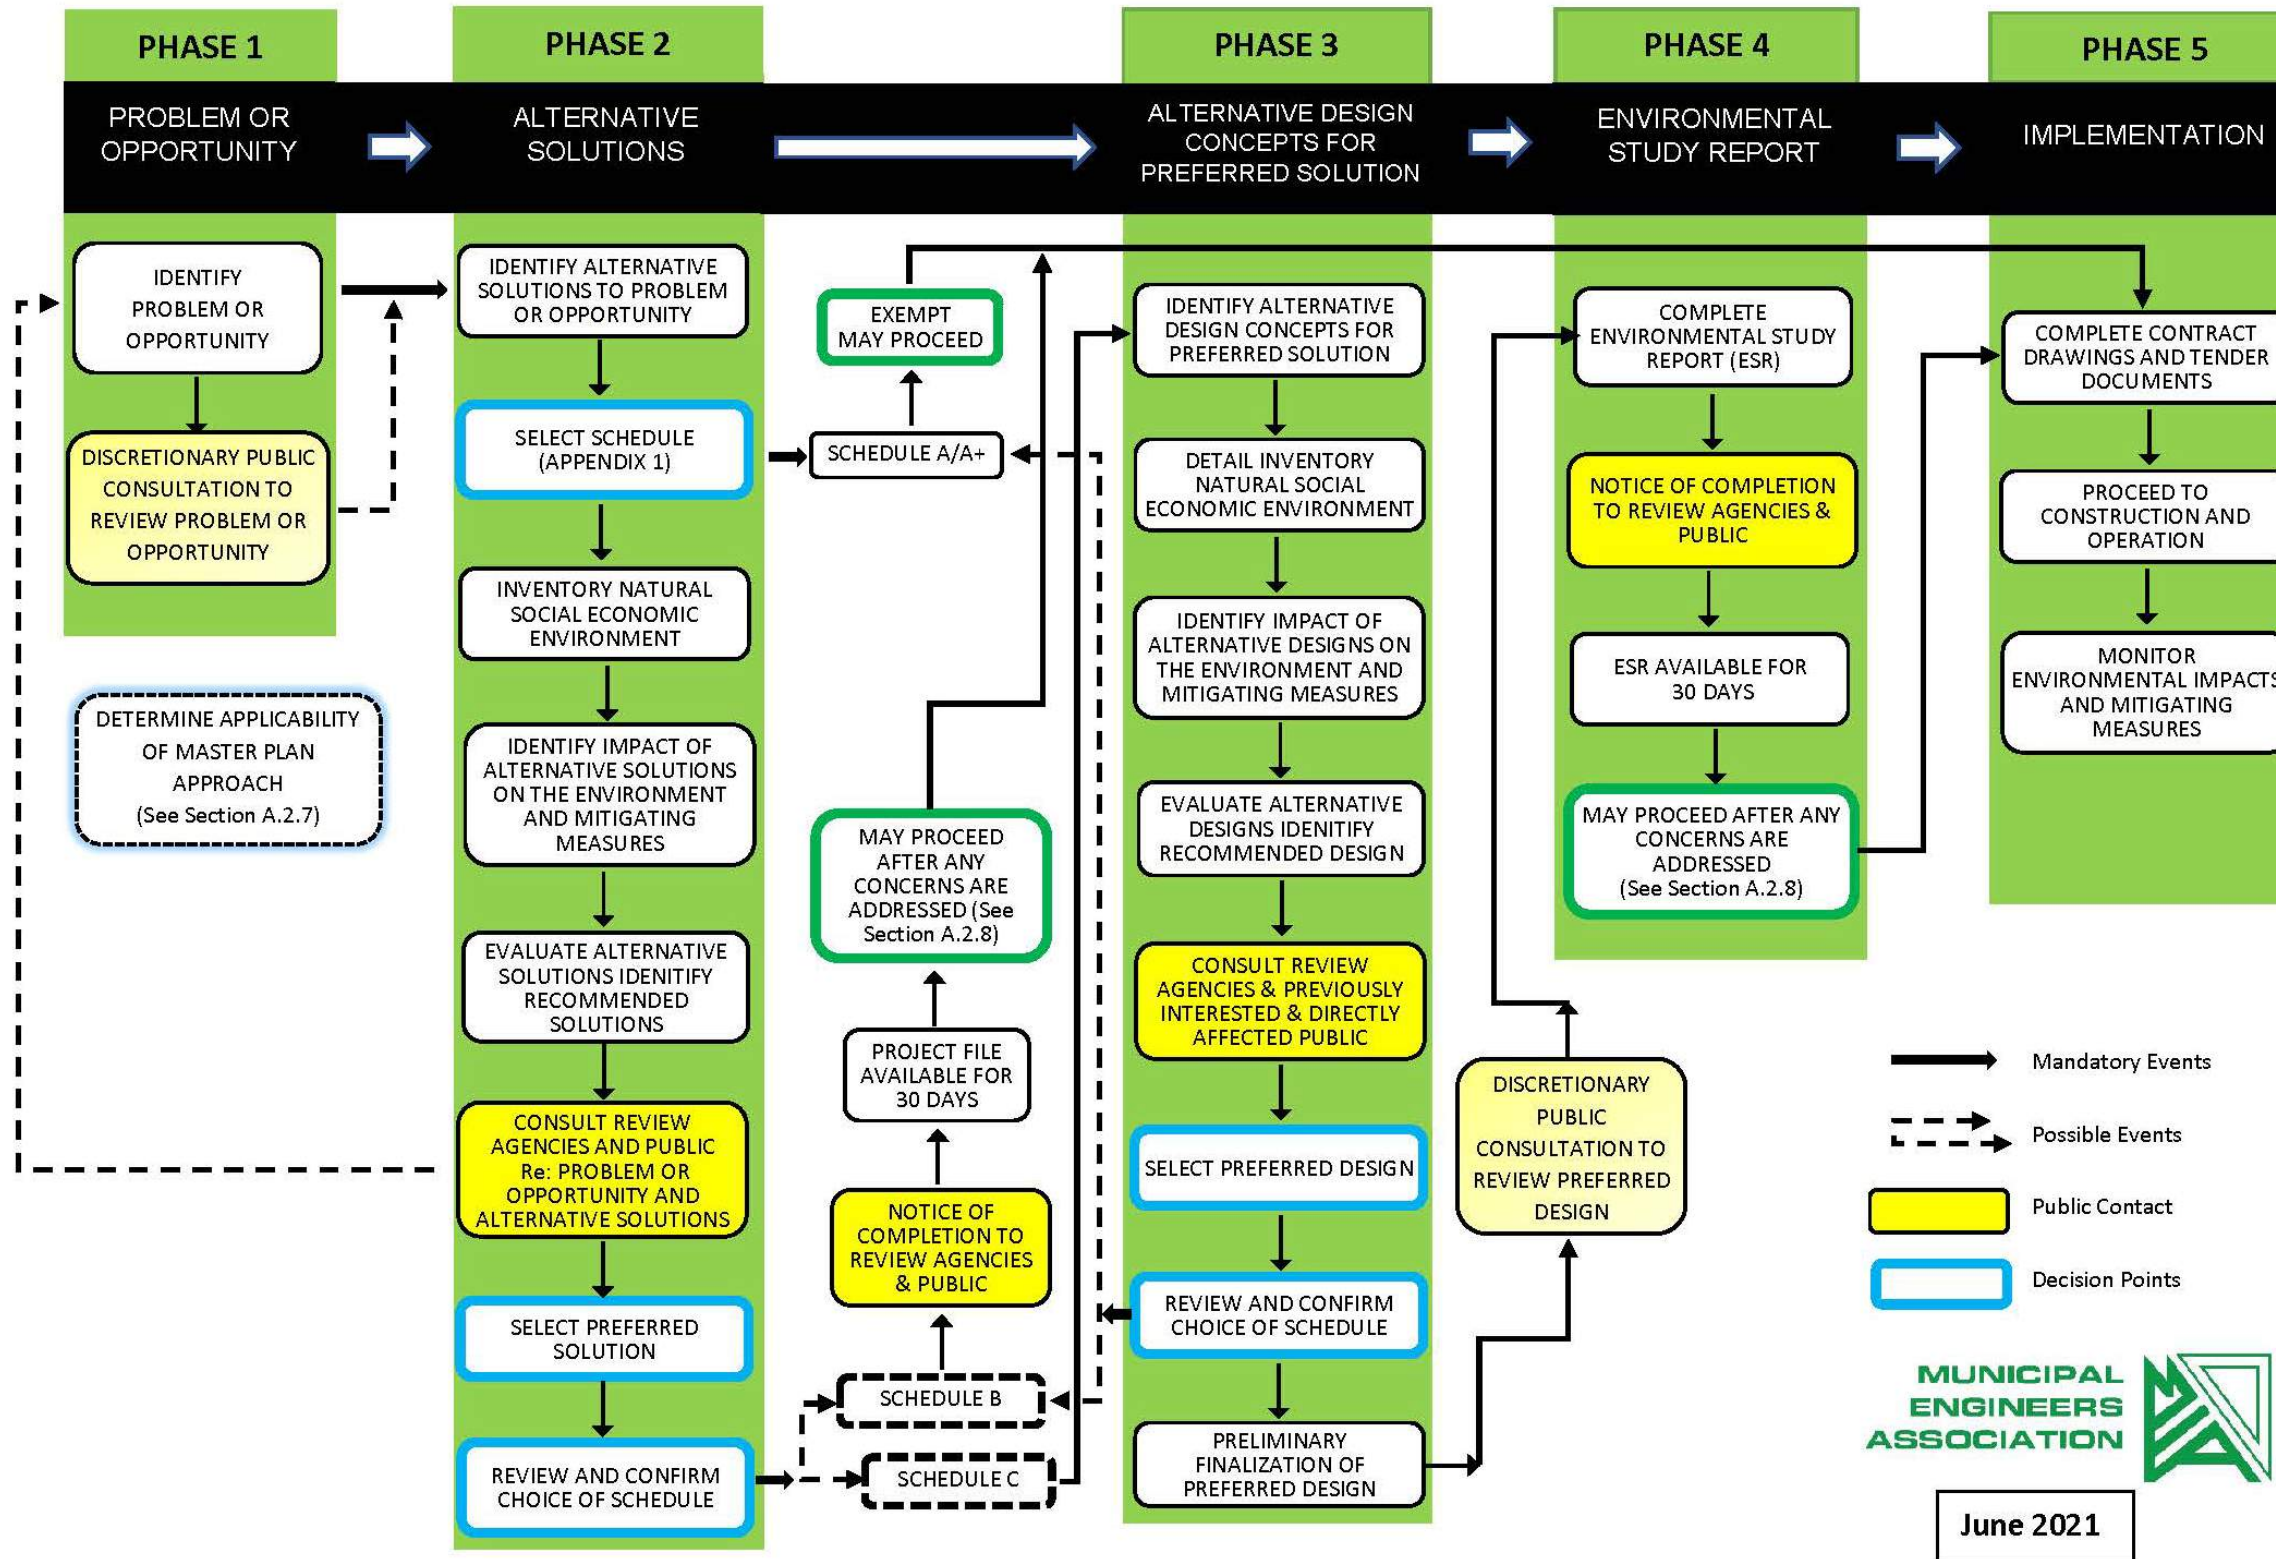 PHASE 1
PROBLEM OR
OPPORTUNITY
IDENTIFY
PROBLEM OR
OPPORTUNITY
DISCRETIONARY PUBLIC
CONSULTATION TO
REVIEW PROBLEM OR
OPPORTUNITY
DETERMINE APPLICABILITY
OF MASTER PLAN
APPROACH
(See Section A.2.7)
PHASE 2
ALTERNATIVE
SOLUTIONS
IDENTIFY ALTERNATIVE
SOLUTIONS TO PROBLEM
OR OPPORTUNITY
SELECT SCHEDULE
(APPENDIX 1)
INVENTORY NATURAL
SOCIAL ECONOMIC
ENVIRONMENT
IDENTIFY IMPACT OF
ALTERNATIVE SOLUTIONS
ON THE ENVIRONMENT
AND MITIGATING
MEASURES
EVALUATE ALTERNATIVE
SOLUTIONS IDENITIFY
RECOMMENDED
SOLUTIONS
CONSULT REVIEW
AGENCIES AND PUBLIC
Re: PROBLEM OR
OPPORTUNITY AND
ALTERNATIVE SOLUTIONS
SELECT PREFERRED
SOLUTION
REVIEW AND CONFIRM
CHOICE OF SCHEDULE
EXEMPT
MAY PROCEED
SCHEDULE A/A+
MAY PROCEED
AFTER ANY
CONCERNS ARE
ADDRESSED (See
Section A.2.8)
PROJECT FILE
AVAILABLE FOR
30 DAYS
NOTICE OF
COMPLETION TO
REVIEW AGENCIES
& PUBLIC
SCHEDULE B
SCHEDULE C
PHASE 3
ALTERNATIVE DESIGN
CONCEPTS FOR
PREFERRED SOLUTION
IDENTIFY ALTERNATIVE
DESIGN CONCEPTS FOR
PREFERRED SOLUTION
DETAIL INVENTORY
NATURAL SOCIAL
ECONOMIC ENVIRONMENT
IDENTIFY IMPACT OF
ALTERNATIVE DESIGNS ON
THE ENVIRONMENT AND
MITIGATING MEASURES
EVALUATE ALTERNATIVE
DESIGNS IDENITIFY
RECOMMENDED DESIGN
CONSULT REVIEW
AGENCIES & PREVIOUSLY
INTERESTED & DIRECTLY
AFFECTED PUBLIC
SELECT PREFERRED DESIGN
REVIEW AND CONFIRM
CHOICE OF SCHEDULE
PRELIMINARY
FINALIZATION OF
PREFERRED DESIGN
DISCRETIONARY
PUBLIC
CONSULTATION TO
REVIEW PREFERRED
DESIGN
PHASE 4
ENVIRONMENTAL
STUDY REPORT
COMPLETE
ENVIRONMENTAL STUDY
REPORT (ESR)
NOTICE OF COMPLETION
TO REVIEW AGENCIES &
PUBLIC
ESR AVAILABLE FOR
30 DAYS
MAY PROCEED AFTER ANY
CONCERNS ARE
ADDRESSED
(See Section A.2.8)
PHASE 5
IMPLEMENTATION
COMPLETE CONTRACT
DRAWINGS AND TENDER
DOCUMENTS
PROCEED TO
CONSTRUCTION AND
OPERATION
MONITOR
ENVIRONMENTAL IMPACTS
AND MITIGATING
MEASURES
Mandatory Events
Possible Events
Public Contact
Decision Points
MUNICIPAL
ENGINEERS
ASSOCIATION
MEA
June 2021